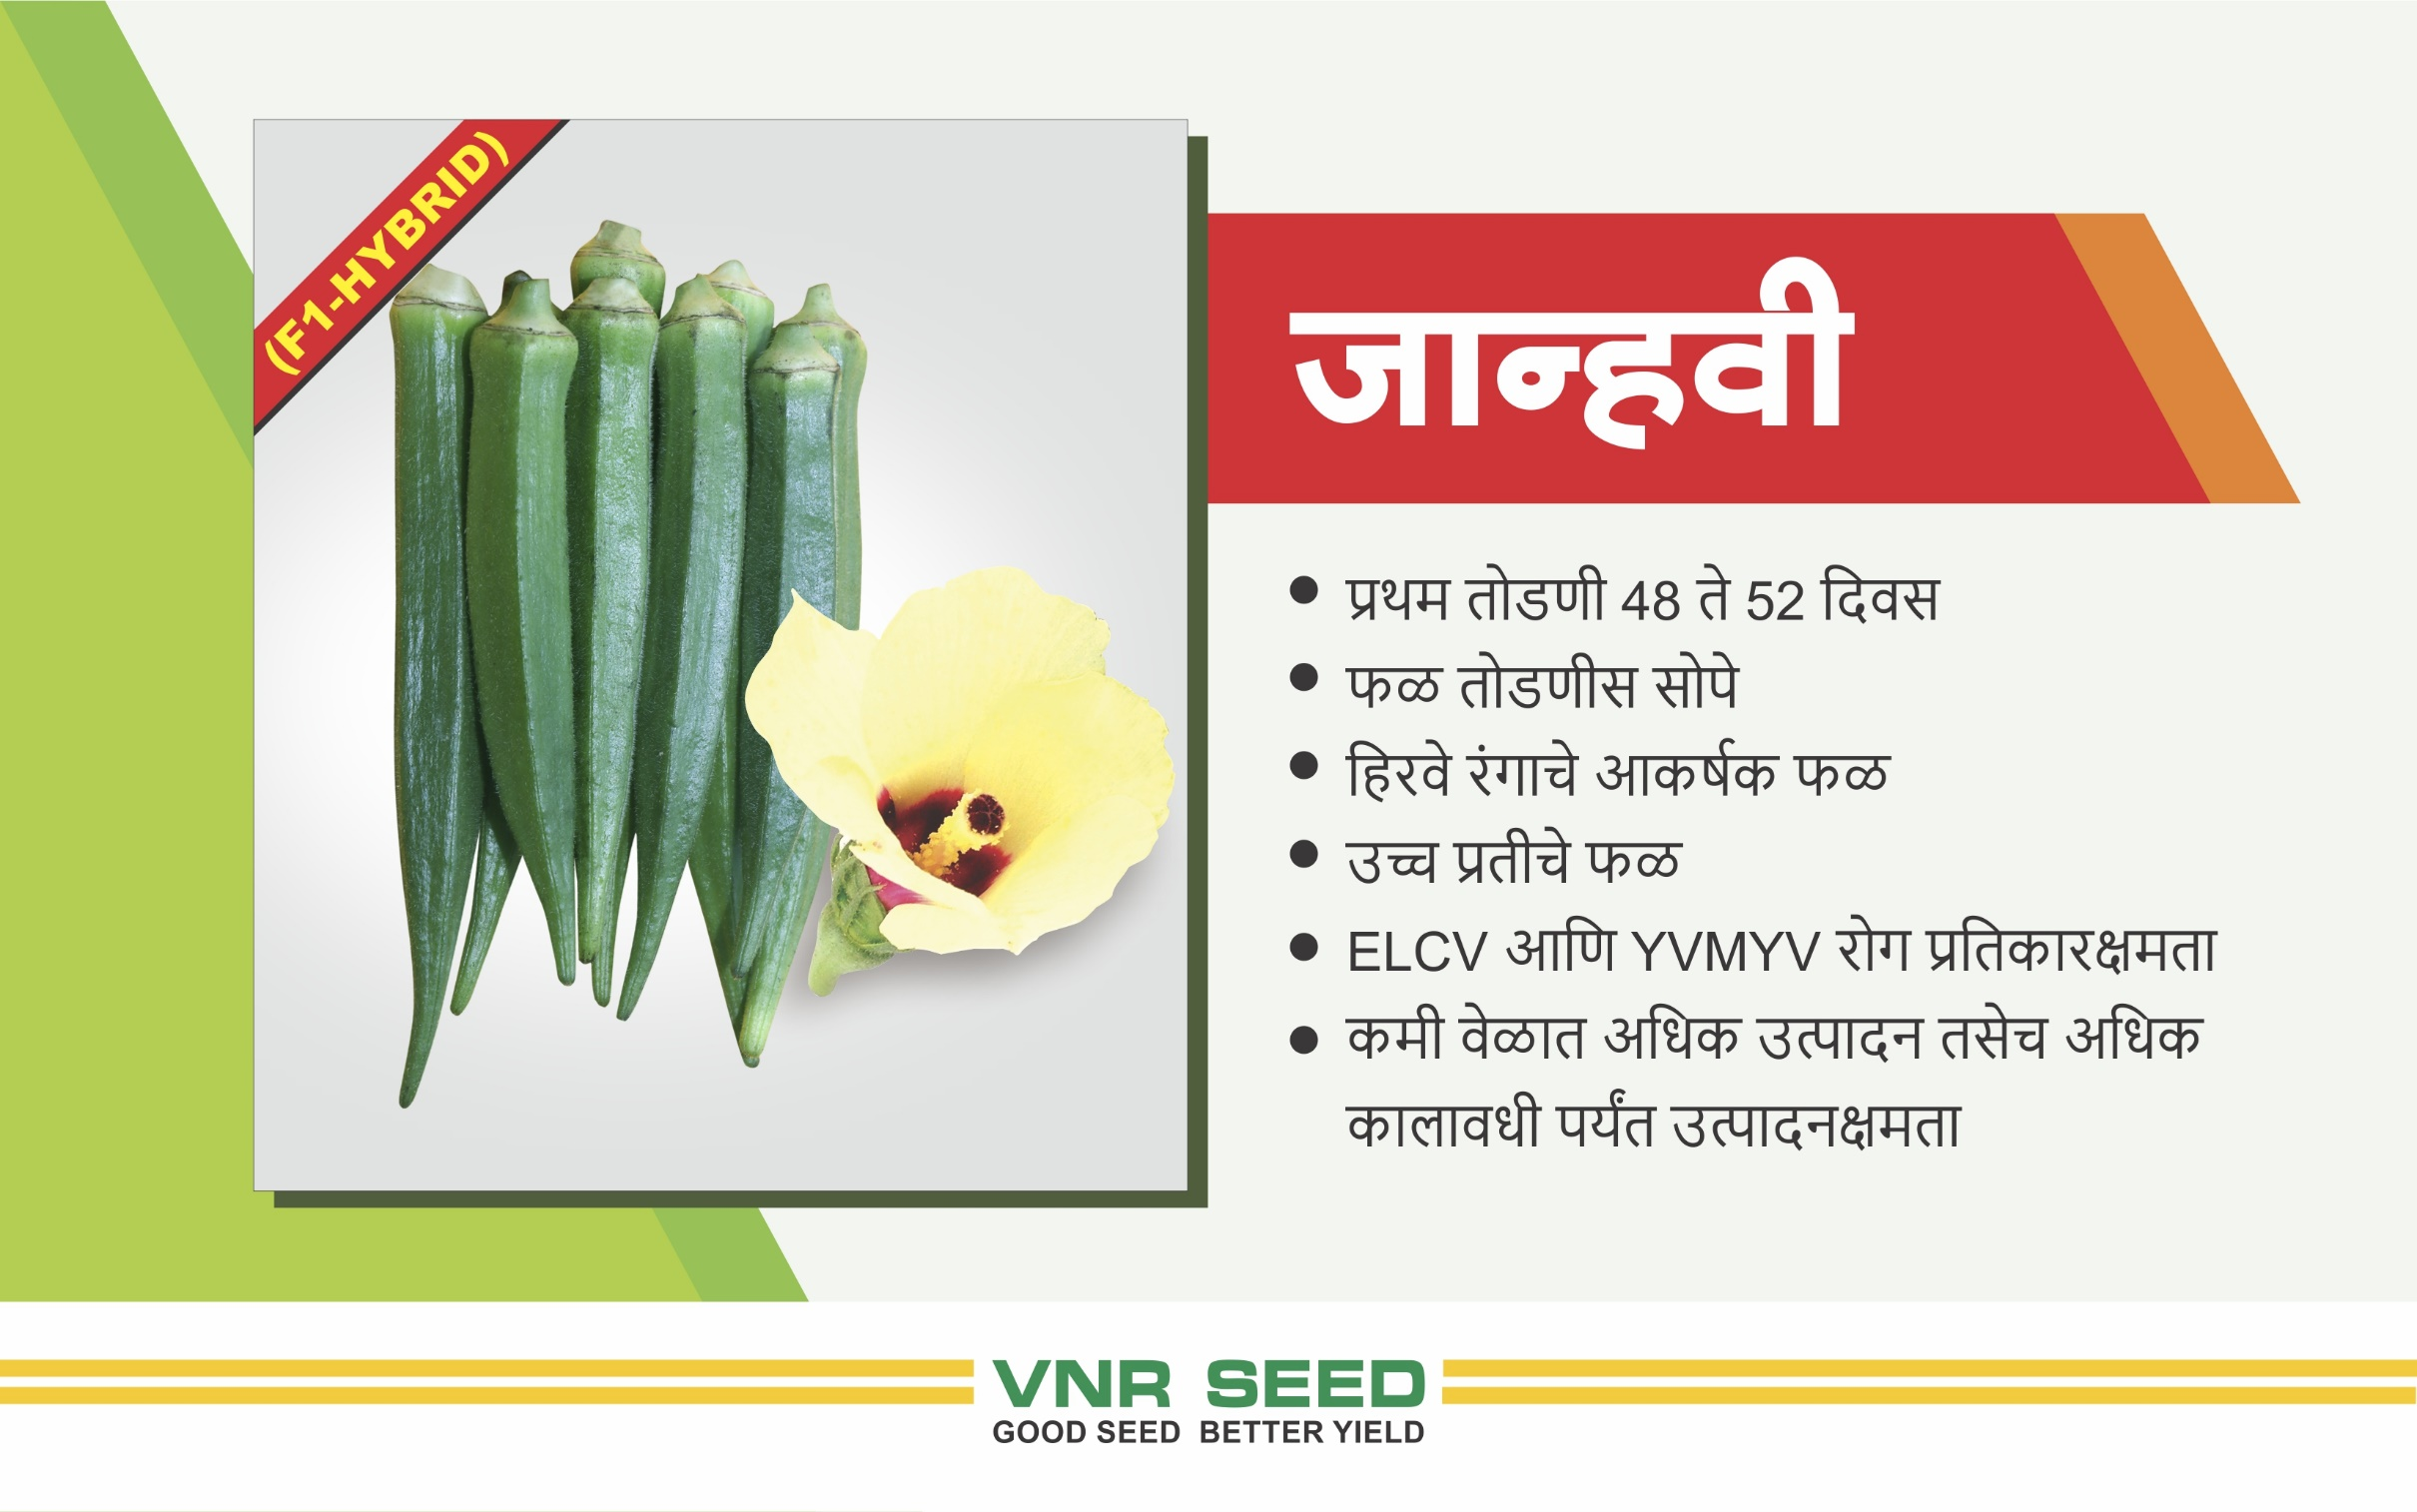 (F1-HYBRID)
जान्हवी
● प्रथम तोडणी 48 ते 52 दिवस
● फळ तोडणीस सोपे
● हिरवे रंगाचे आकर्षक फळ
● उच्च प्रतीचे फळ
● ELCV आणि YVMYV रोग प्रतिकारक्षमता
● कमी वेळात अधिक उत्पादन तसेच अधिक
कालावधी पर्यंत उत्पादनक्षमता
VNR SEED
GOOD SEED BETTER YIELD